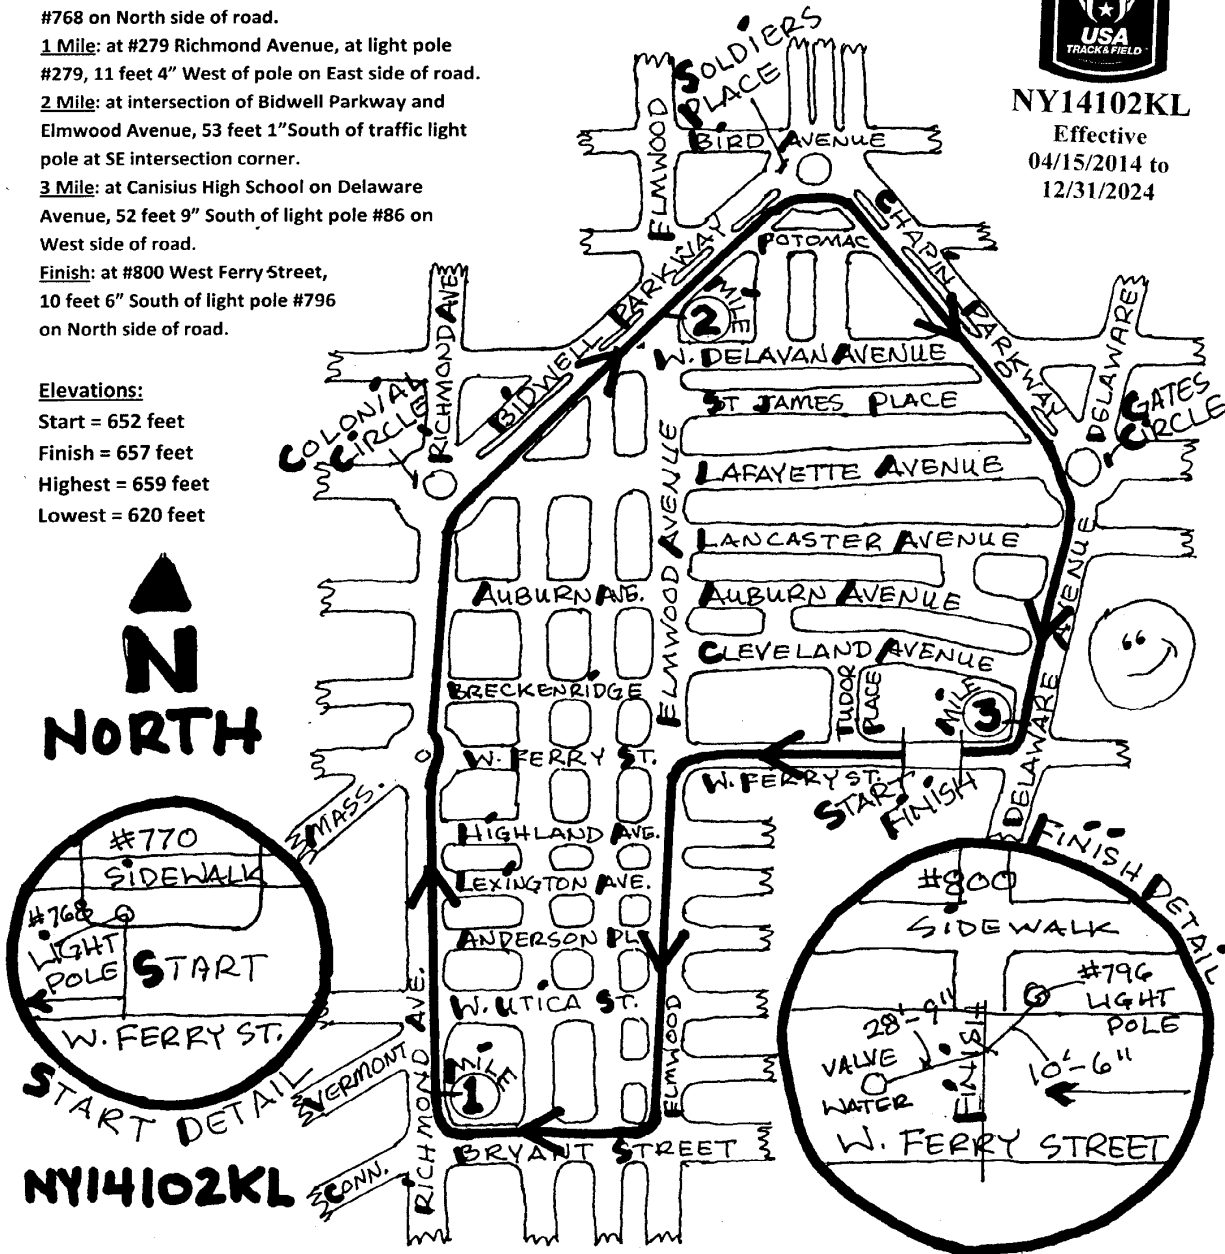 #768 on North side of road.
1 Mile: at #279 Richmond Avenue, at light pole
#279, 11 feet 4” West of pole on East side of road.
2 Mile: at intersection of Bidwell Parkway and
Elmwood Avenue, 53 feet 1”South of traffic light
pole at SE intersection corner.
3 Mile: at Canisius High School on Delaware
Avenue, 52 feet 9” South of light pole #86 on
West side of road.
Finish: at #800 West Ferry Street,
10 feet 6” South of light pole #796
on North side of road.
Elevations:
Start = 652 feet
Finish = 657 feet
Highest = 659 feet
Lowest = 620 feet
USA
TRACK & FIELD
NY14102KL
Effective
04/15/2014 to
12/31/2024
SOLDIERS
PLACE
BIRD AVENUE
ELMWOOD
POTOMAC
CHAPIN PARKWAY
BIDWELL PARKWAY
MILE
2
RICHMOND AVE
DELAWARE
W. DELAVAN AVENUE
COLONIAL
CIRCLE
GATES
CIRCLE
ST JAMES PLACE
LAFAYETTE AVENUE
ELMWOOD AVENUE
LANCASTER AVENUE
ELMWOOD AVENUE
AUBURN AVE.
AUBURN AVENUE
DELAWARE AVENUE
CLEVELAND AVENUE
BRECKENRIDGE
TUDOR
PLACE
MILE
3
W. FERRY ST.
W. FERRY ST.
START
FINISH
DELAWARE
MASS.
HIGHLAND AVE.
LEXINGTON AVE.
ANDERSON PL.
W. UTICA ST.
ELMWOOD
RICHMOND AVE.
VERMONT
MILE
1
BRYANT STREET
CONN.
N
NORTH
#770
SIDEWALK
#768
LIGHT
POLE
START
W. FERRY ST.
START DETAIL
NY14102KL
FINISH DETAIL
#800
SIDEWALK
#796
LIGHT
POLE
28'-9"
FINISH
10'-6"
VALVE
WATER
W. FERRY STREET